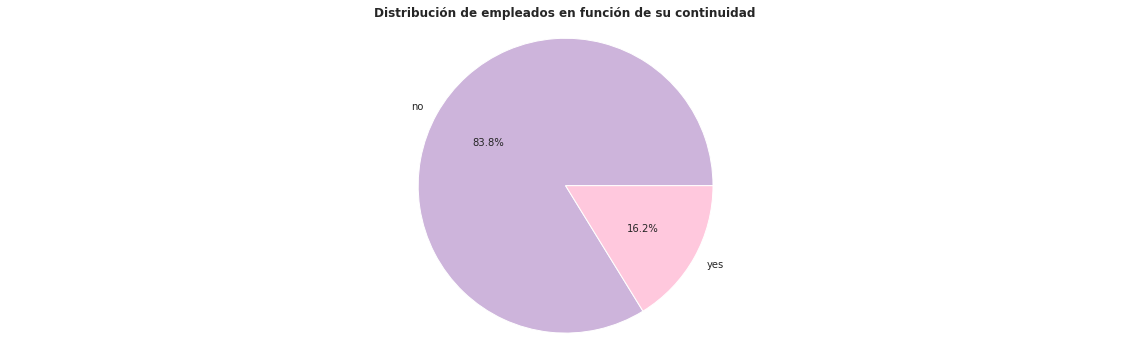 Distribución de empleados en función de su continuidad
no
83.8%
16.2%
yes